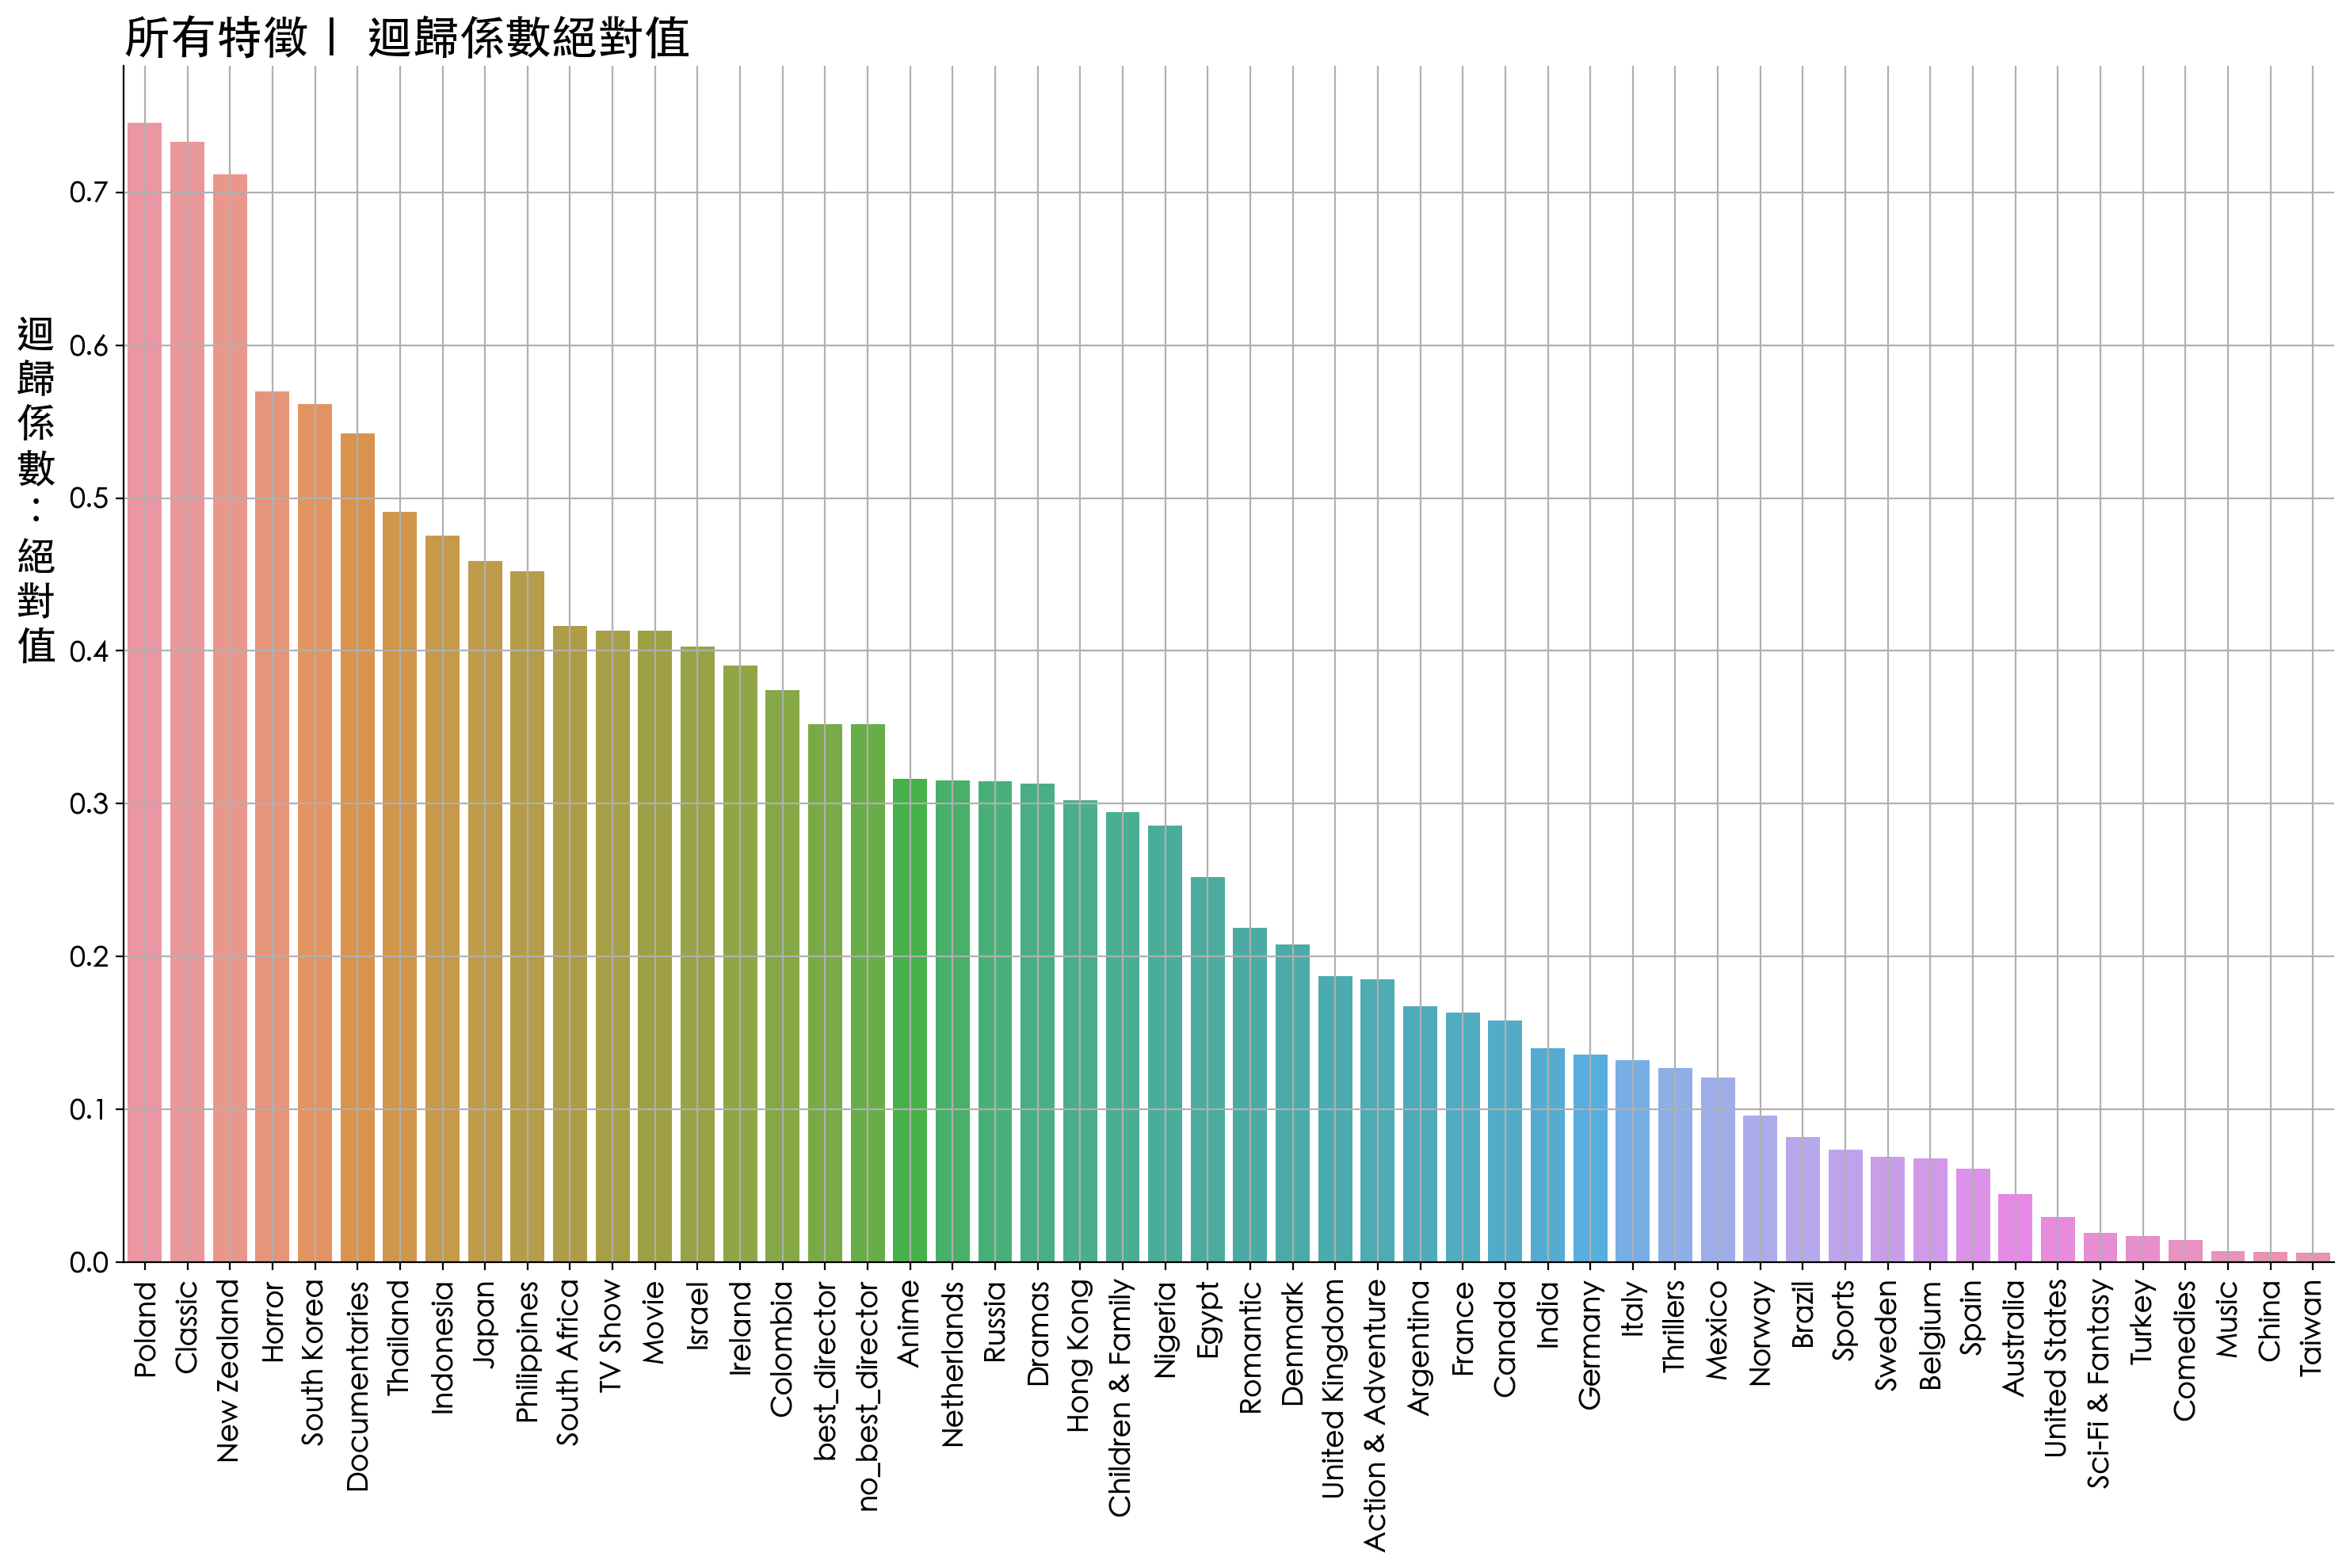 所有特徵｜ 迴歸係數絕對值
迴歸係數：絕對值
0.7
0.6
0.5
0.4
0.3
0.2
0.1
0.0
Poland
Classic
New Zealand
Horror
South Korea
Documentaries
Thailand
Indonesia
Japan
Philippines
South Africa
TV Show
Movie
Israel
Ireland
Colombia
best_director
no_best_director
Anime
Netherlands
Russia
Dramas
Hong Kong
Children & Family
Nigeria
Egypt
Romantic
Denmark
United Kingdom
Action & Adventure
Argentina
France
Canada
India
Germany
Italy
Thrillers
Mexico
Norway
Brazil
Sports
Sweden
Belgium
Spain
Australia
United States
Sci-Fi & Fantasy
Turkey
Comedies
Music
China
Taiwan